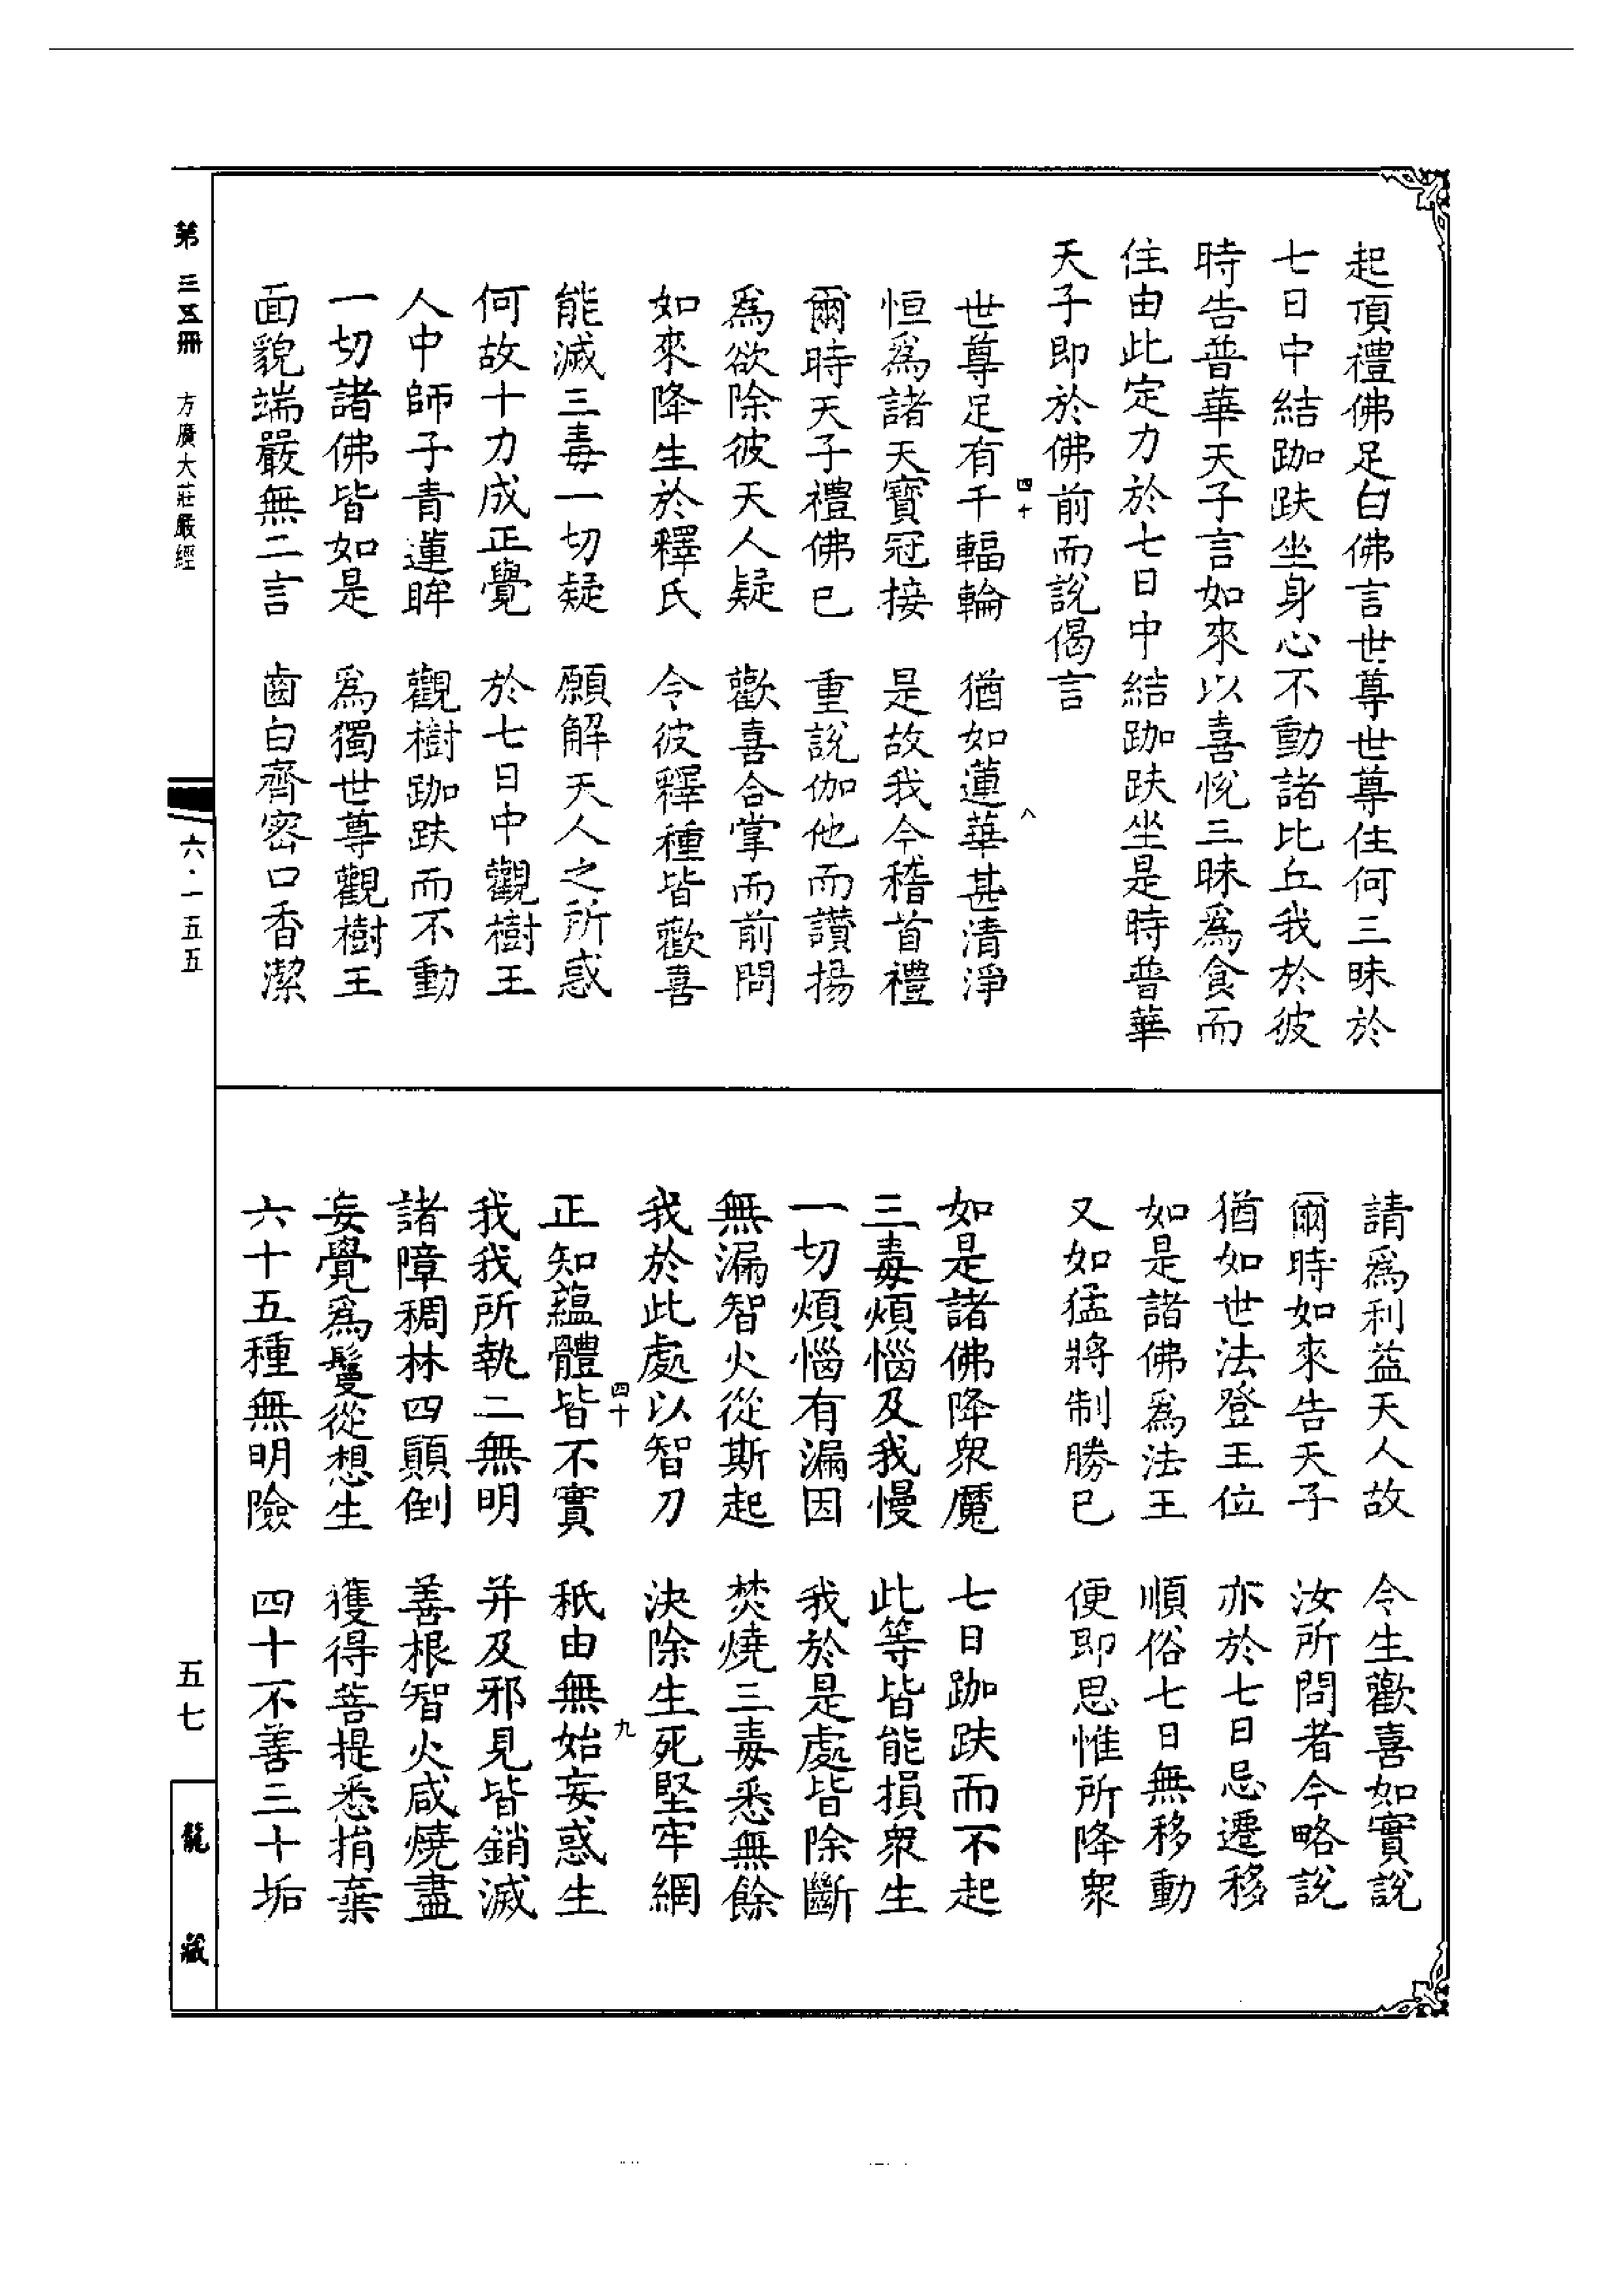 起頂禮佛足白佛言世尊世尊住何三昧於
七日中結跏趺坐身心不動諸比丘我於彼
時告普華天子言如來以喜悅三昧爲食而
住由此定力於七日中結跏趺坐是時普華
天子即於佛前而說偈言
四十 八
世尊足有千輻輪 猶如蓮華甚清淨
恒爲諸天寶冠接 是故我今稽首禮
爾時天子禮佛已 重說伽他而讚揚
爲欲除彼天人疑 歡喜合掌而前問
如來降生於釋氏 令彼釋種皆歡喜
能滅三毒一切疑 願解天人之所惑
何故十力成正覺 於七日中觀樹王
人中師子青蓮眸 觀樹跏趺而不動
一切諸佛皆如是 爲獨世尊觀樹王
面貌端嚴無二言 齒白齊密口香潔
請爲利益天人故 令生歡喜如實說
爾時如來告天子 汝所問者今略說
猶如世法登王位 亦於七日忌遷移
如是諸佛爲法王 順俗七日無移動
又如猛將制勝已 便即思惟所降眾
如是諸佛降眾魔 七日跏趺而不起
三毒煩惱及我慢 此等皆能損眾生
一切煩惱有漏因 我於是處皆除斷
無漏智火從斯起 焚燒三毒悉無餘
我於此處以智刀 決除生死堅牢網
四十 九
正知蘊體皆不實 秖由無始妄惑生
我我所執二無明 并及邪見皆銷滅
諸障稠林四顛倒 善根智火咸燒盡
妄覺爲鬘從想生 獲得菩提悉捐棄
六十五種無明險 四十不善三十垢
第三五冊 方廣大莊嚴經
六·一五五
五七
龍藏